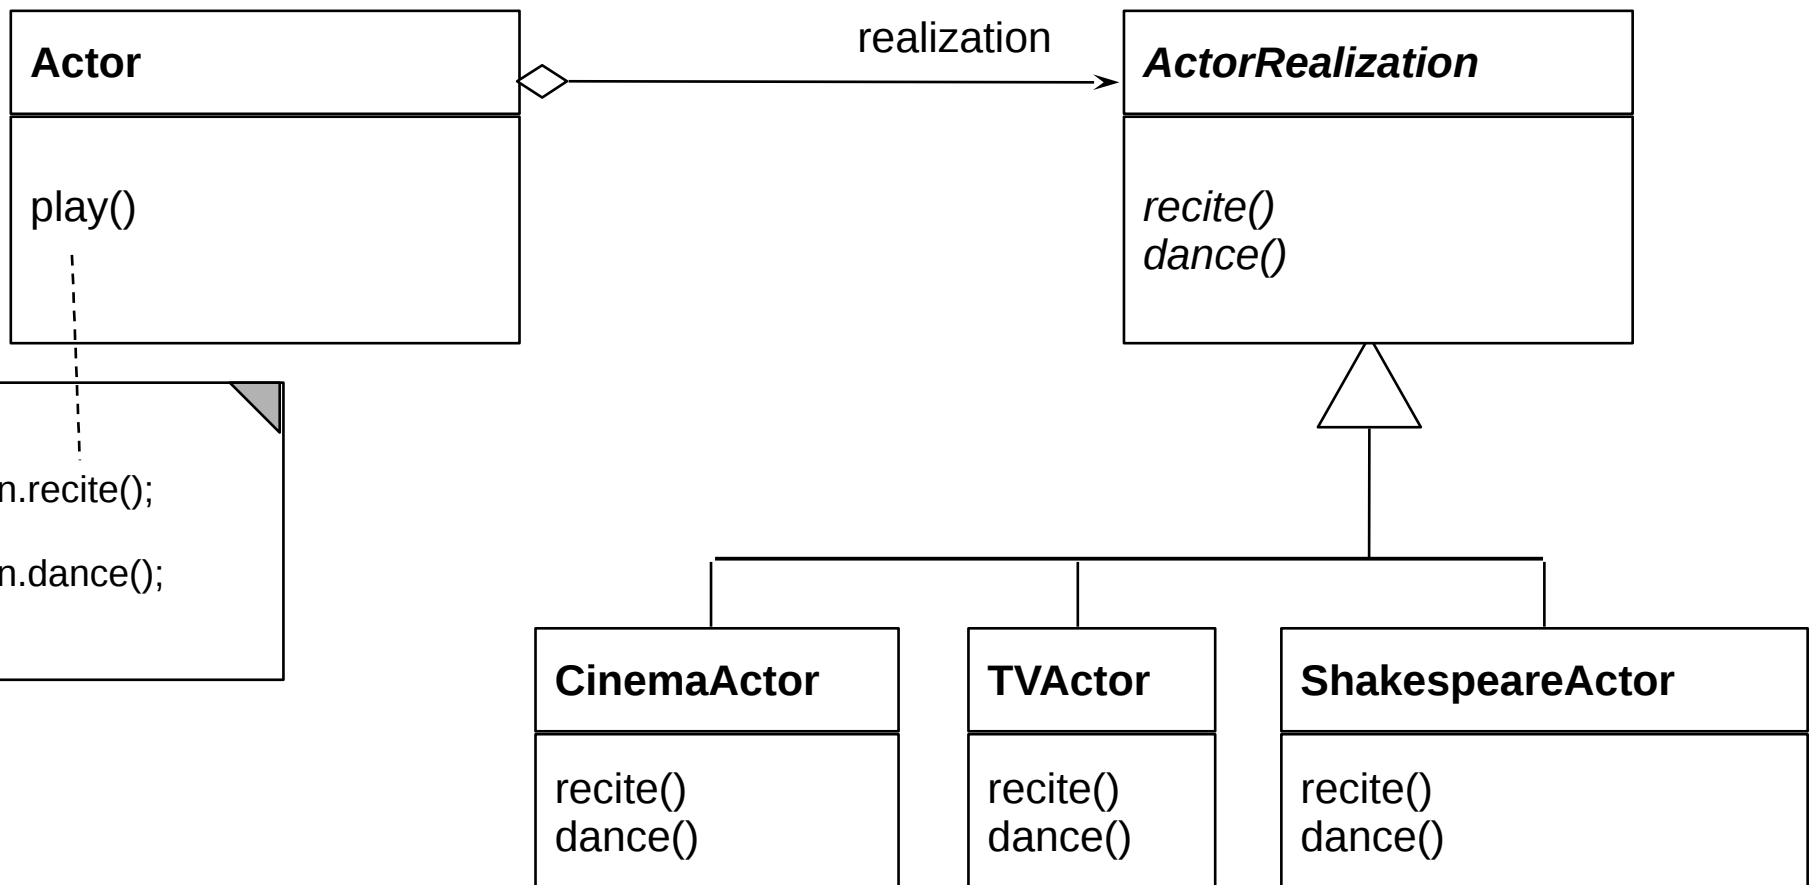 Actor
realization
ActorRealization
play()
recite()
dance()
n.recite();
n.dance();
CinemaActor
TVActor
ShakespeareActor
recite()
dance()
recite()
dance()
recite()
dance()